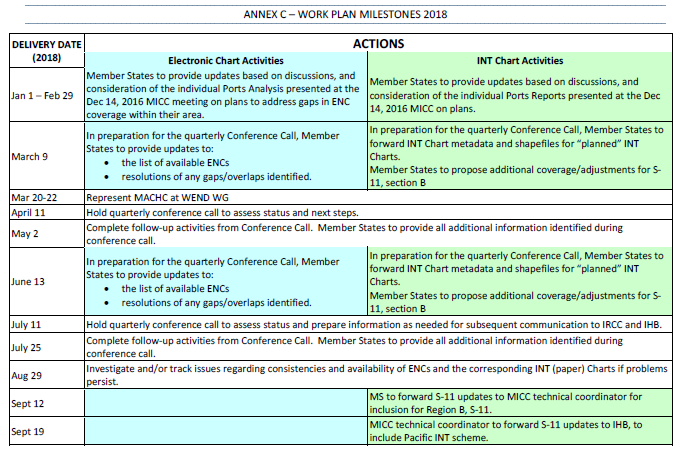 ANNEX C – WORK PLAN MILESTONES 2018
DELIVERY DATE
(2018)
ACTIONS
Electronic Chart Activities
INT Chart Activities
Jan 1 – Feb 29
Member States to provide updates based on discussions, and
consideration of the individual Ports Analysis presented at the
Dec 14, 2016 MICC meeting on plans to address gaps in ENC
coverage within their area.
Member States to provide updates based on discussions, and
consideration of the individual Ports Reports presented at the Dec
14, 2016 MICC on plans.
March 9
In preparation for the quarterly Conference Call, Member
States to provide updates to:
• the list of available ENCs
• resolutions of any gaps/overlaps identified.
In preparation for the quarterly Conference Call, Member States to
forward INT Chart metadata and shapefiles for “planned” INT
Charts.
Member States to propose additional coverage/adjustments for S-
11, section B
Mar 20-22
Represent MACHC at WEND WG
April 11
Hold quarterly conference call to assess status and next steps.
May 2
Complete follow-up activities from Conference Call. Member States to provide all additional information identified during
conference call.
June 13
In preparation for the quarterly Conference Call, Member
States to provide updates to:
• the list of available ENCs
• resolutions of any gaps/overlaps identified.
In preparation for the quarterly Conference Call, Member States to
forward INT Chart metadata and shapefiles for “planned” INT
Charts.
Member States to propose additional coverage/adjustments for S-
11, section B
July 11
Hold quarterly conference call to assess status and prepare information as needed for subsequent communication to IRCC and IHB.
July 25
Complete follow-up activities from Conference Call. Member States to provide all additional information identified during
conference call.
Aug 29
Investigate and/or track issues regarding consistencies and availability of ENCs and the corresponding INT (paper) Charts if problems
persist.
Sept 12
MS to forward S-11 updates to MICC technical coordinator for
inclusion for Region B, S-11.
Sept 19
MICC technical coordinator to forward S-11 updates to IHB, to
include Pacific INT scheme.